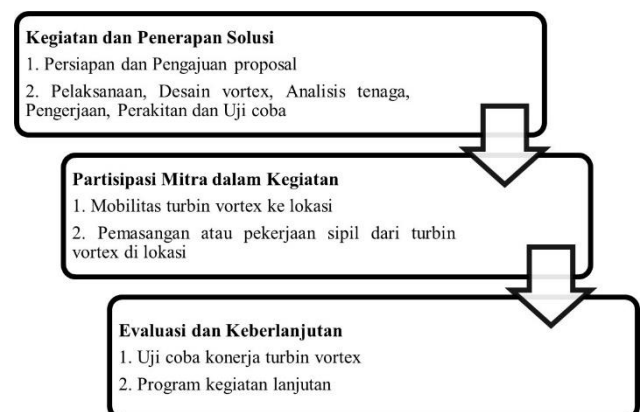 Kegiatan dan Penerapan Solusi
1. Persiapan dan Pengajuan proposal
2. Pelaksanaan, Desain vortex, Analisis tenaga,
Pengerjaan, Perakitan dan Uji coba
Partisipasi Mitra dalam Kegiatan
1. Mobilitas turbin vortex ke lokasi
2. Pemasangan atau pekerjaan sipil dari turbin
vortex di lokasi
Evaluasi dan Keberlanjutan
1. Uji coba konerja turbin vortex
2. Program kegiatan lanjutan